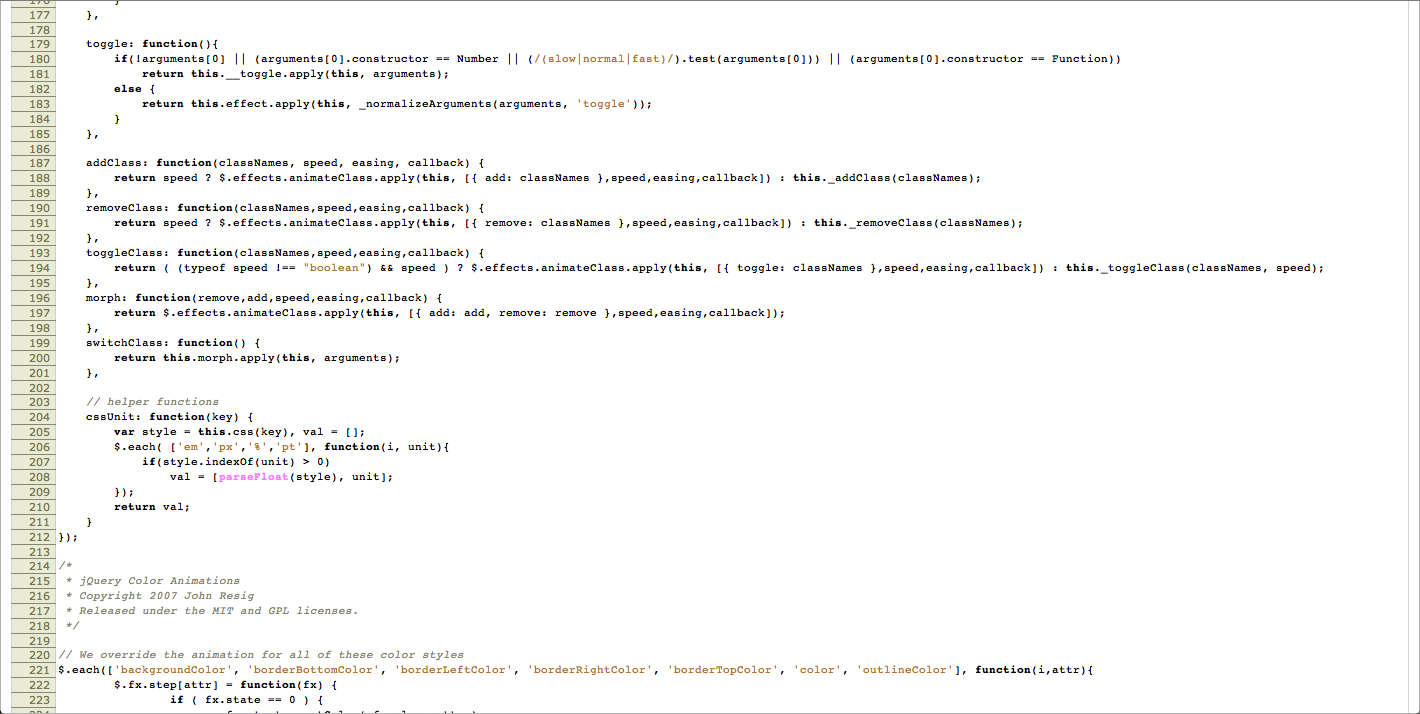 177 },
178
179 toggle: function(){
180 if(!arguments[0] || (arguments[0].constructor == Number || (/(slow|normal|fast)/).test(arguments[0])) || (arguments[0].constructor == Function))
181 return this.__toggle.apply(this, arguments);
182 else {
183 return this.effect.apply(this, _normalizeArguments(arguments, 'toggle'));
184 }
185 },
186
187 addClass: function(classNames, speed, easing, callback) {
188 return speed ? $.effects.animateClass.apply(this, [{ add: classNames },speed,easing,callback]) : this._addClass(classNames);
189 },
190 removeClass: function(classNames,speed,easing,callback) {
191 return speed ? $.effects.animateClass.apply(this, [{ remove: classNames },speed,easing,callback]) : this._removeClass(classNames);
192 },
193 toggleClass: function(classNames,speed,easing,callback) {
194 return ( (typeof speed !== "boolean") && speed ) ? $.effects.animateClass.apply(this, [{ toggle: classNames },speed,easing,callback]) : this._toggleClass(classNames, speed);
195 },
196 morph: function(remove,add,speed,easing,callback) {
197 return $.effects.animateClass.apply(this, [{ add: add, remove: remove },speed,easing,callback]);
198 },
199 switchClass: function() {
200 return this.morph.apply(this, arguments);
201 },
202
203 // helper functions
204 cssUnit: function(key) {
205 var style = this.css(key), val = [];
206 $.each( ['em','px','%','pt'], function(i, unit){
207 if(style.indexOf(unit) > 0)
208 val = [parseFloat(style), unit];
209 });
210 return val;
211 }
212 });
213
214 /*
215 * jQuery Color Animations
216 * Copyright 2007 John Resig
217 * Released under the MIT and GPL licenses.
218 */
219
220 // We override the animation for all of these color styles
221 $.each(['backgroundColor', 'borderBottomColor', 'borderLeftColor', 'borderRightColor', 'borderTopColor', 'color', 'outlineColor'], function(i,attr){
222 $.fx.step[attr] = function(fx) {
223 if ( fx.state == 0 ) {